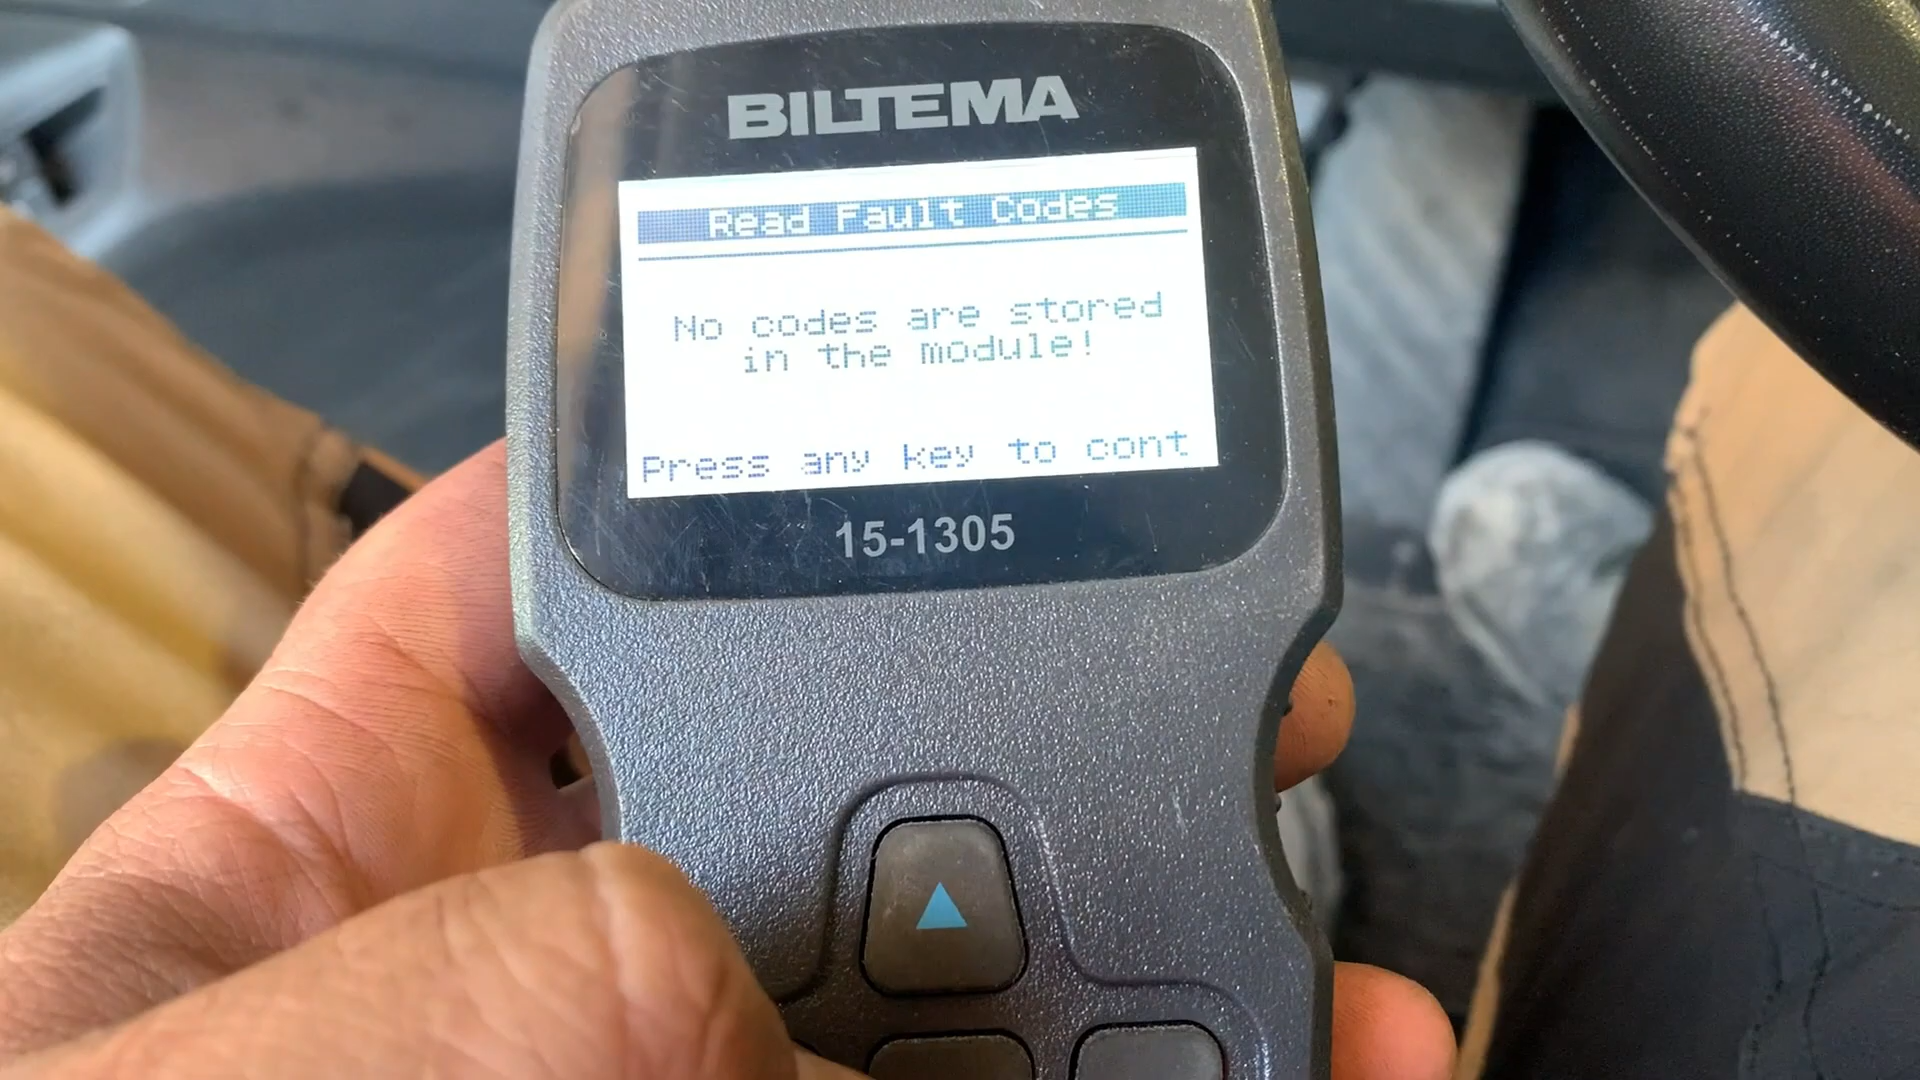 BILTEMA
Read Fault Codes
No codes are stored
in the module!
Press any key to cont
15-1305